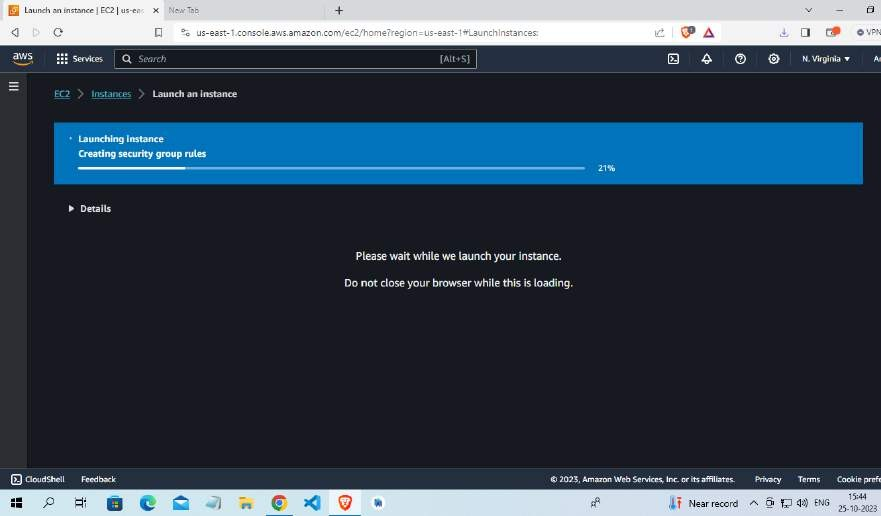 Launch an instance | EC2 | us-eas
New Tab
us-east-1.console.aws.amazon.com/ec2/home?region=us-east-1#LaunchInstances:
VPN
aws
Services
Search
[Alt+S]
N. Virginia
EC2 > Instances > Launch an instance
Launching instance
Creating security group rules
21%
Details
Please wait while we launch your instance.
Do not close your browser while this is loading.
CloudShell
Feedback
© 2023, Amazon Web Services, Inc. or its affiliates.
Privacy
Terms
Cookie prefe
Near record
ENG
15:44
25-10-2023